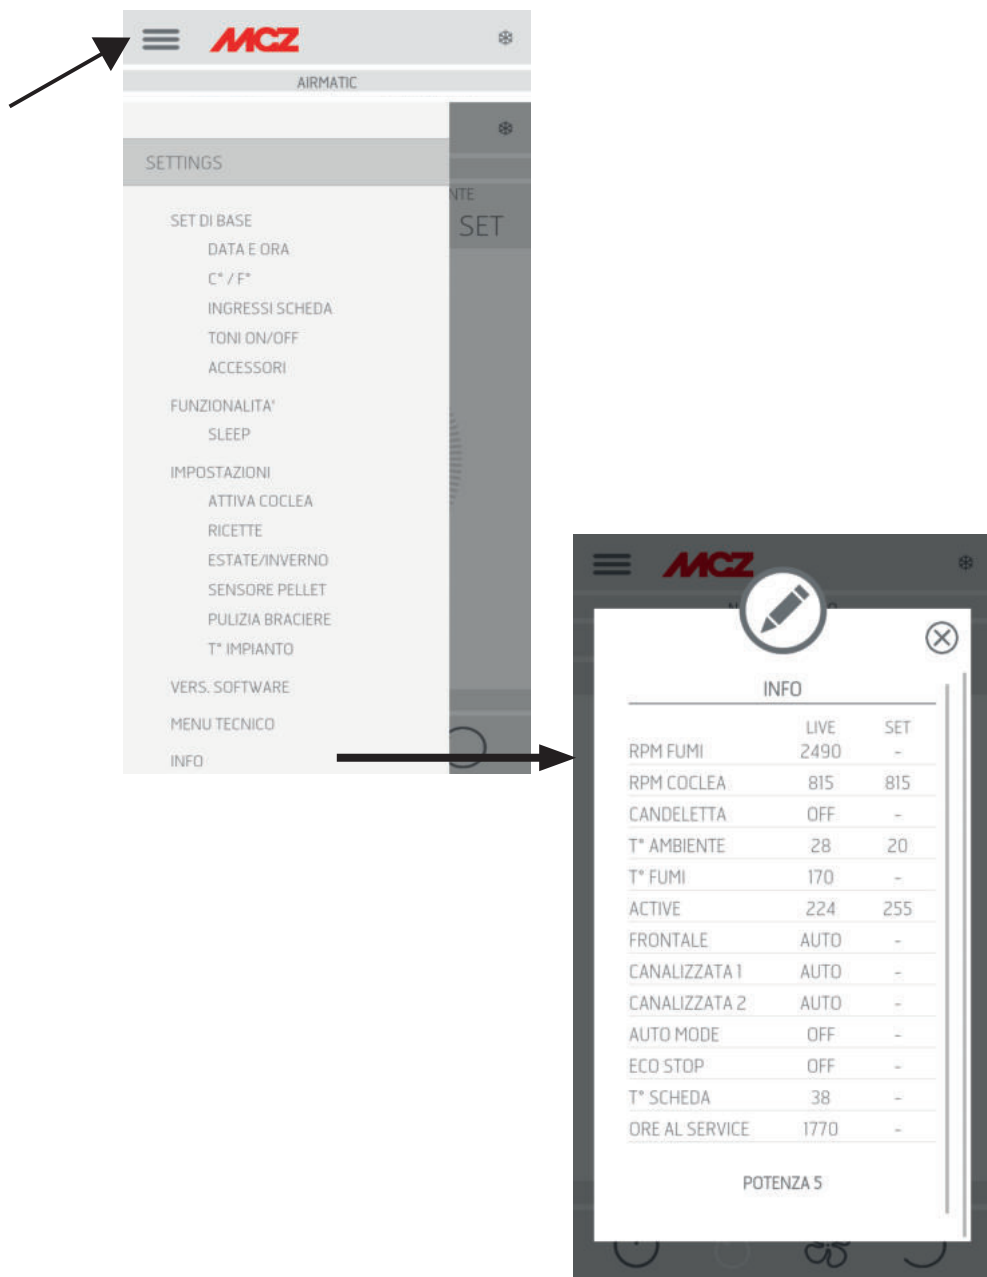 MCZ
AIRMATIC
SETTINGS
NTE
SET
SET DI BASE
DATA E ORA
C° / F°
INGRESSI SCHEDA
TONI ON/OFF
ACCESSORI
FUNZIONALITA'
SLEEP
IMPOSTAZIONI
ATTIVA COCLEA
RICETTE
ESTATE/INVERNO
SENSORE PELLET
PULIZIA BRACIERE
T° IMPIANTO
VERS. SOFTWARE
MENU TECNICO
INFO
MCZ
INFO
LIVE SET
RPM FUMI 2490 -
RPM COCLEA 815 815
CANDELETTA OFF -
T° AMBIENTE 28 20
T° FUMI 170 -
ACTIVE 224 255
FRONTALE AUTO -
CANALIZZATA 1 AUTO -
CANALIZZATA 2 AUTO -
AUTO MODE OFF -
ECO STOP OFF -
T° SCHEDA 38 -
ORE AL SERVICE 1770 -
POTENZA 5